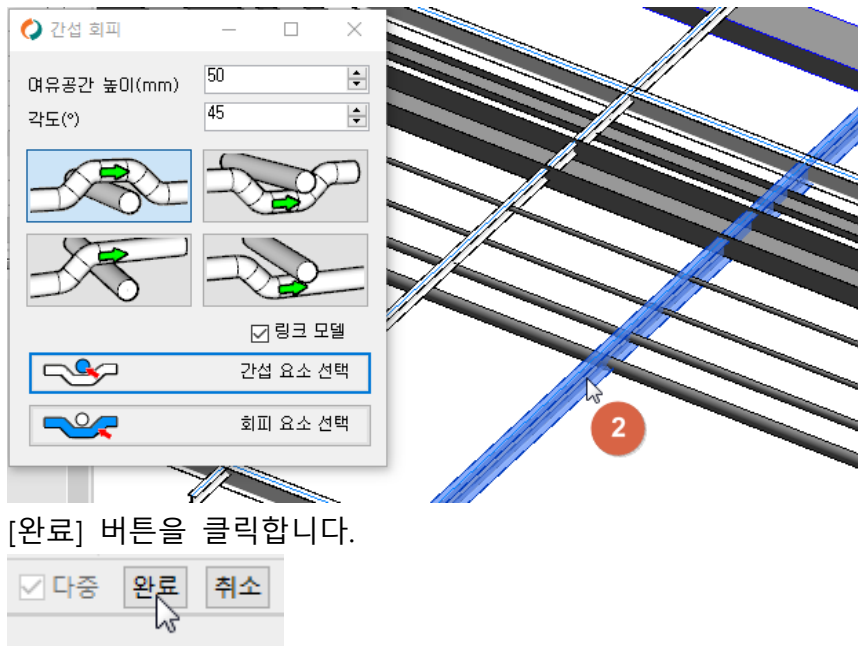 간섭 회피
여유공간 높이(mm) 50
각도(°) 45
링크 모델
간섭 요소 선택
회피 요소 선택
2
[완료] 버튼을 클릭합니다.
다중 완료 취소